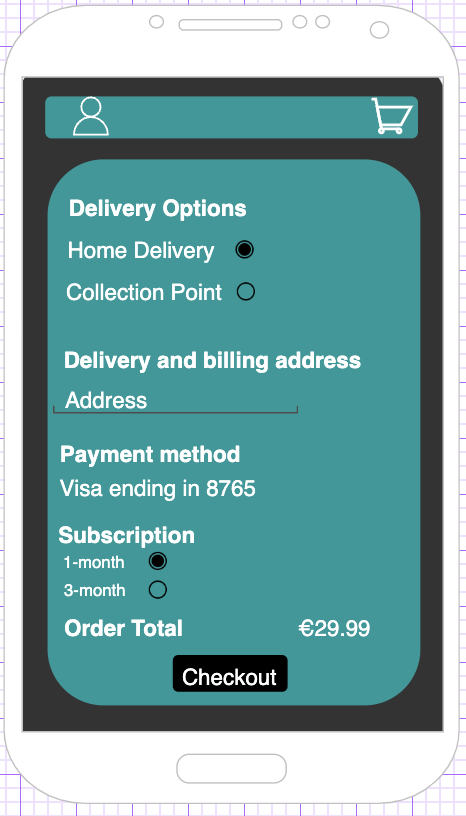 Delivery Options
Home Delivery
Collection Point
Delivery and billing address
Address
Payment method
Visa ending in 8765
Subscription
1-month
3-month
Order Total €29.99
Checkout